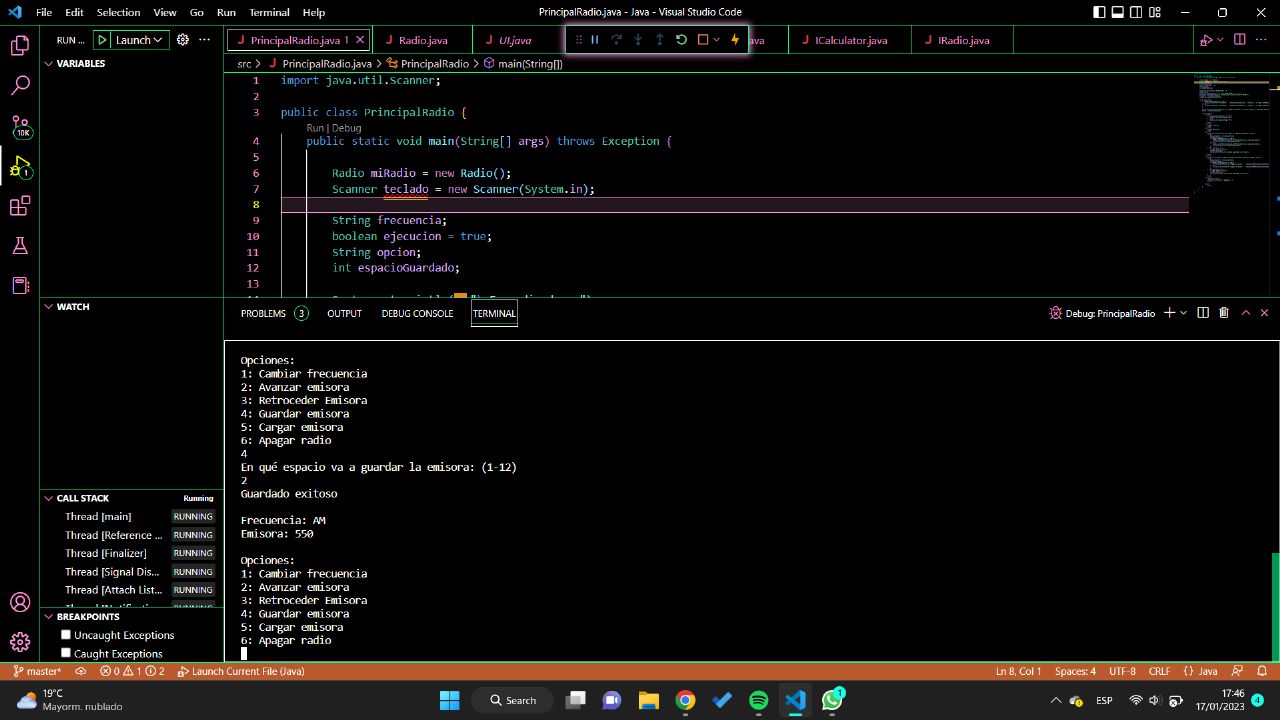 File Edit Selection View Go Run Terminal Help
PrincipalRadio.java - Java - Visual Studio Code
RUN ... Launch
PrincipalRadio.java 1
Radio.java
UI.java
ava
ICalculator.java
IRadio.java
src > PrincipalRadio.java > PrincipalRadio > main(String[])
VARIABLES
1 import java.util.Scanner;
2
3 public class PrincipalRadio {
Run | Debug
4 public static void main(String[] args) throws Exception {
5
6 Radio miRadio = new Radio();
7 Scanner teclado = new Scanner(System.in);
8
9 String frecuencia;
10 boolean ejecucion = true;
11 String opcion;
12 int espacioGuardado;
13
10K
1
WATCH
PROBLEMS 3 OUTPUT DEBUG CONSOLE TERMINAL
Debug: PrincipalRadio
Opciones:
1: Cambiar frecuencia
2: Avanzar emisora
3: Retroceder Emisora
4: Guardar emisora
5: Cargar emisora
6: Apagar radio
4
En qué espacio va a guardar la emisora: (1-12)
2
Guardado exitoso
Frecuencia: AM
Emisora: 550
Opciones:
1: Cambiar frecuencia
2: Avanzar emisora
3: Retroceder Emisora
4: Guardar emisora
5: Cargar emisora
6: Apagar radio
CALL STACK Running
Thread [main] RUNNING
Thread [Reference ... RUNNING
Thread [Finalizer] RUNNING
Thread [Signal Dis... RUNNING
Thread [Attach List... RUNNING
BREAKPOINTS
Uncaught Exceptions
Caught Exceptions
master* 0 1 2 Launch Current File (Java)
Ln 8, Col 1 Spaces: 4 UTF-8 CRLF {} Java
19°C
Mayorm. nublado
Search
1
ESP
17:46
17/01/2023
4